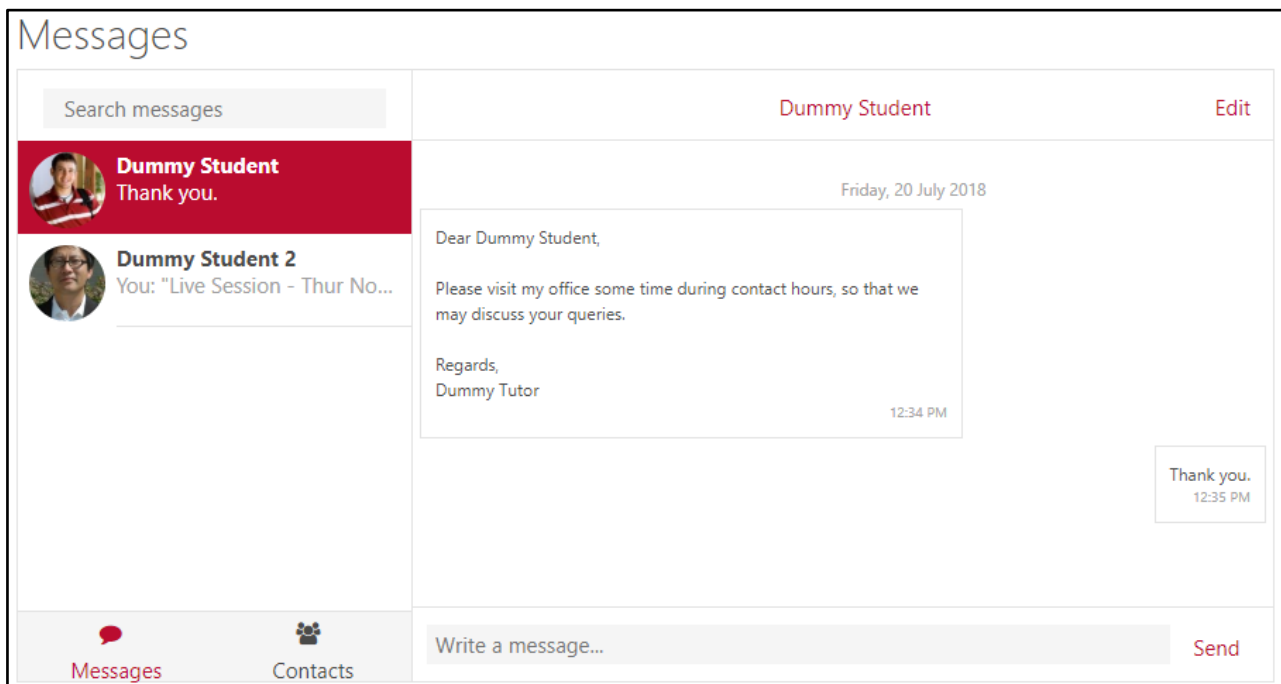 Messages
Search messages
Dummy Student
Thank you.
Dummy Student 2
You: "Live Session - Thur No...
Messages
Contacts
Dummy Student
Edit
Friday, 20 July 2018
Dear Dummy Student,
Please visit my office some time during contact hours, so that we
may discuss your queries.
Regards,
Dummy Tutor
12:34 PM
Thank you.
12:35 PM
Write a message...
Send